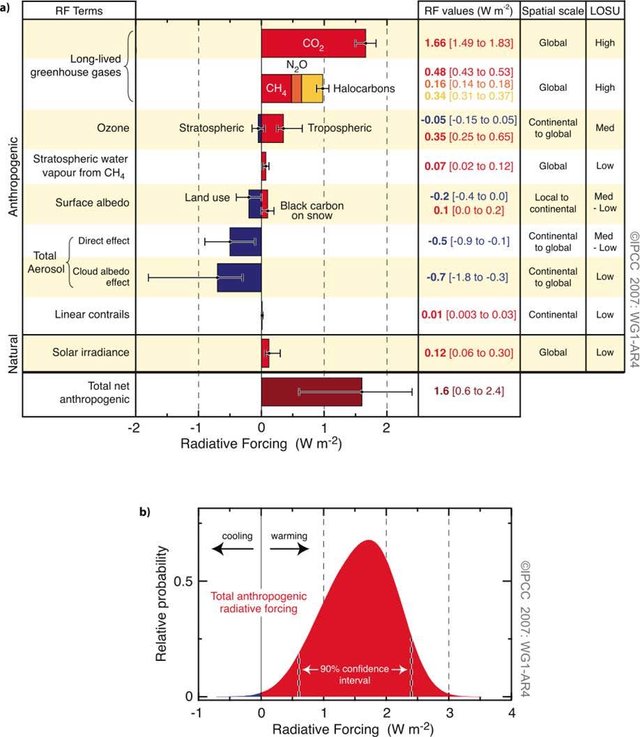 a)
RF Terms
RF values (W m-2)
Spatial scale
LOSU
Anthropogenic
Long-lived
greenhouse gases
CO2
1.66 [1.49 to 1.83]
Global
High
N2O
CH4
Halocarbons
0.48 [0.43 to 0.53]
0.16 [0.14 to 0.18]
0.34 [0.31 to 0.37]
Global
High
Ozone
Stratospheric
Tropospheric
-0.05 [-0.15 to 0.05]
0.35 [0.25 to 0.65]
Continental
to global
Med
Stratospheric water
vapour from CH4
0.07 [0.02 to 0.12]
Global
Low
Surface albedo
Land use
Black carbon
on snow
-0.2 [-0.4 to 0.0]
0.1 [0.0 to 0.2]
Local to
continental
Med
- Low
Total
Aerosol
Direct effect
-0.5 [-0.9 to -0.1]
Continental
to global
Med
- Low
Cloud albedo
effect
-0.7 [-1.8 to -0.3]
Continental
to global
Low
Linear contrails
0.01 [0.003 to 0.03]
Continental
Low
Natural
Solar irradiance
0.12 [0.06 to 0.30]
Global
Low
Total net
anthropogenic
1.6 [0.6 to 2.4]
-2 -1 0 1 2
Radiative Forcing (W m-2)
©IPCC 2007: WG1-AR4
b)
cooling
warming
Relative probability
0.5
0
Total anthropogenic
radiative forcing
90% confidence
interval
-1 0 1 2 3 4
Radiative Forcing (W m-2)
©IPCC 2007: WG1-AR4